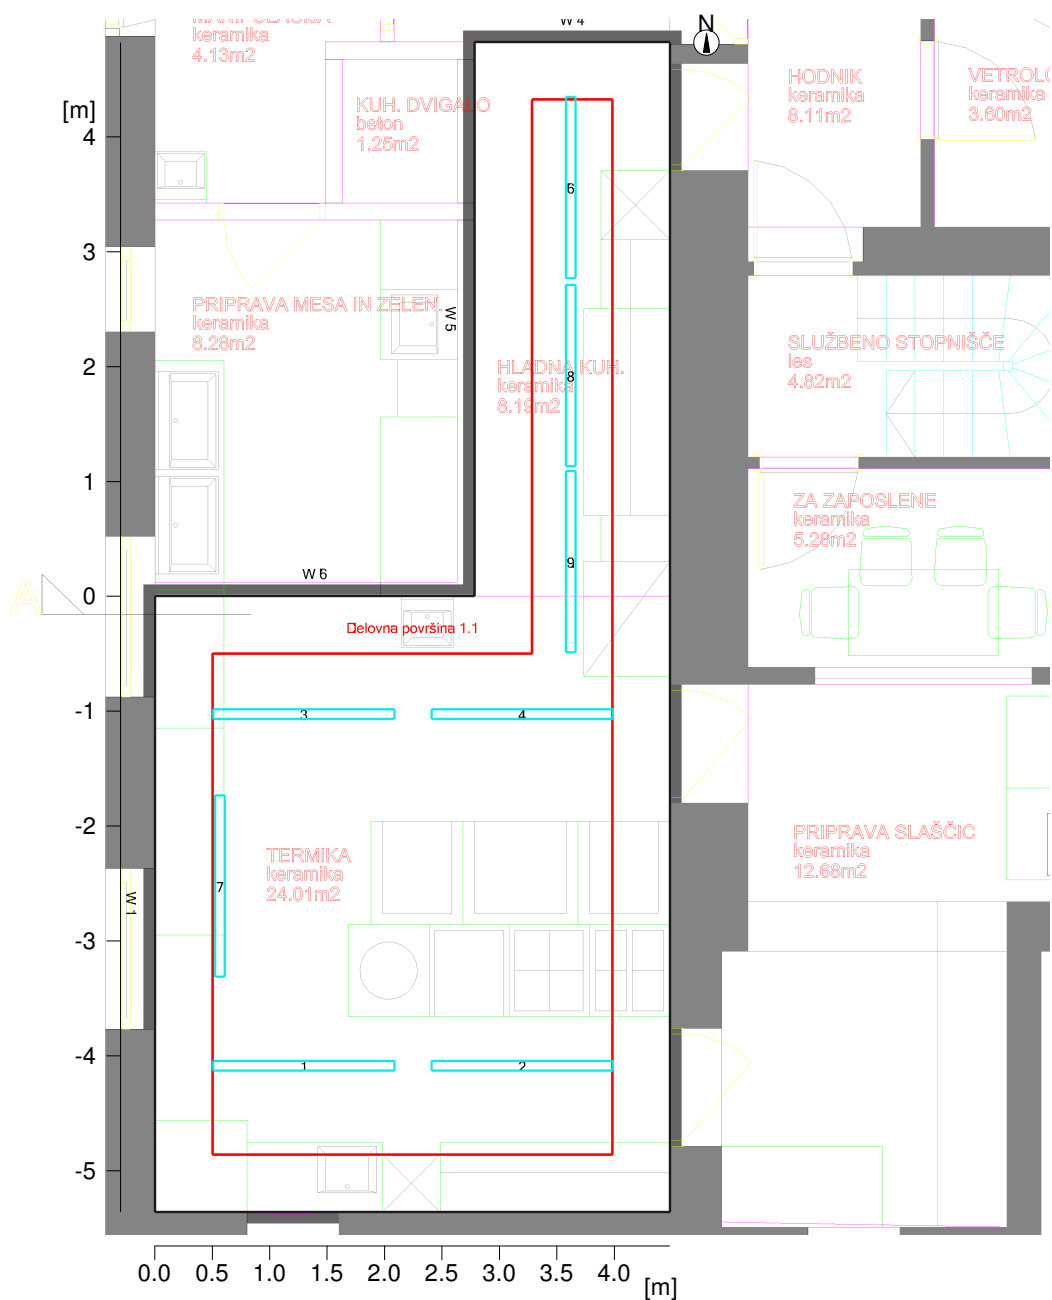 W 4
N
keramika
4.13m2
[m]
KUH. DVIGALO
beton
1.25m2
HODNIK
keramika
8.11m2
keramika
3.60m2
4
6
3
PRIPRAVA MESA IN ZELEN.
keramika
8.28m2
W 5
2
HLADNA KUH.
keramika
8.19m2
8
SLUŽBENO STOPNIŠČE
les
4.82m2
1
ZA ZAPOSLENE
keramika
5.28m2
9
W 6
A
0
Delovna površina 1.1
-1
3
4
-2
TERMIKA
keramika
24.01m2
7
W 1
PRIPRAVA SLAŠČIC
keramika
12.68m2
-3
-4
1
2
-5
0.0 0.5 1.0 1.5 2.0 2.5 3.0 3.5 4.0
[m]